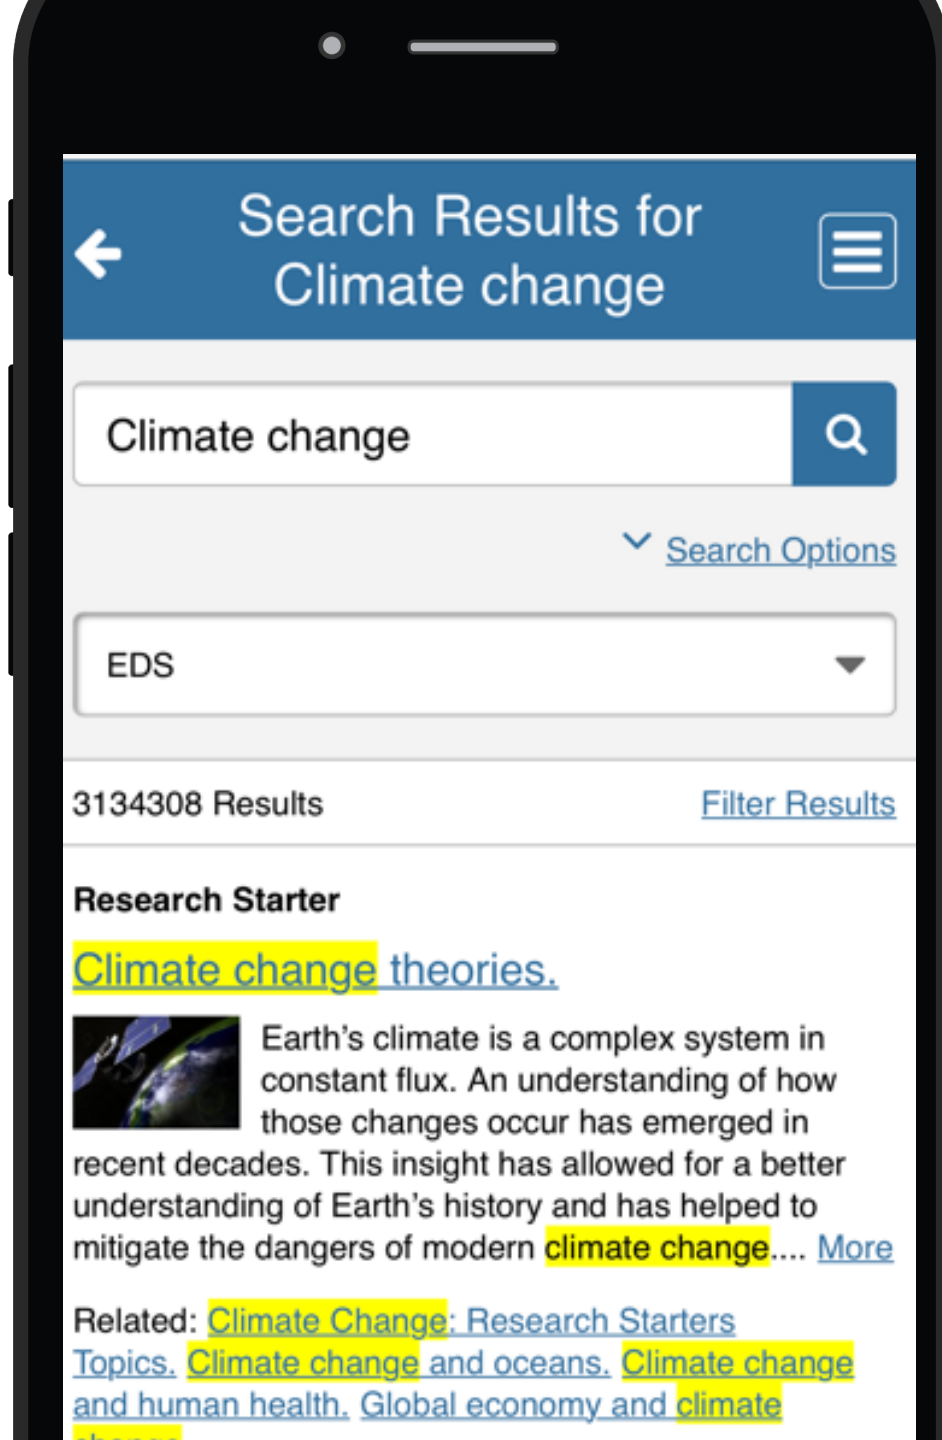 Search Results for
Climate change
Climate change
Search Options
EDS
3134308 Results
Filter Results
Research Starter
Climate change theories.
Earth’s climate is a complex system in
constant flux. An understanding of how
those changes occur has emerged in
recent decades. This insight has allowed for a better
understanding of Earth’s history and has helped to
mitigate the dangers of modern climate change.... More
Related: Climate Change: Research Starters
Topics. Climate change and oceans. Climate change
and human health. Global economy and climate